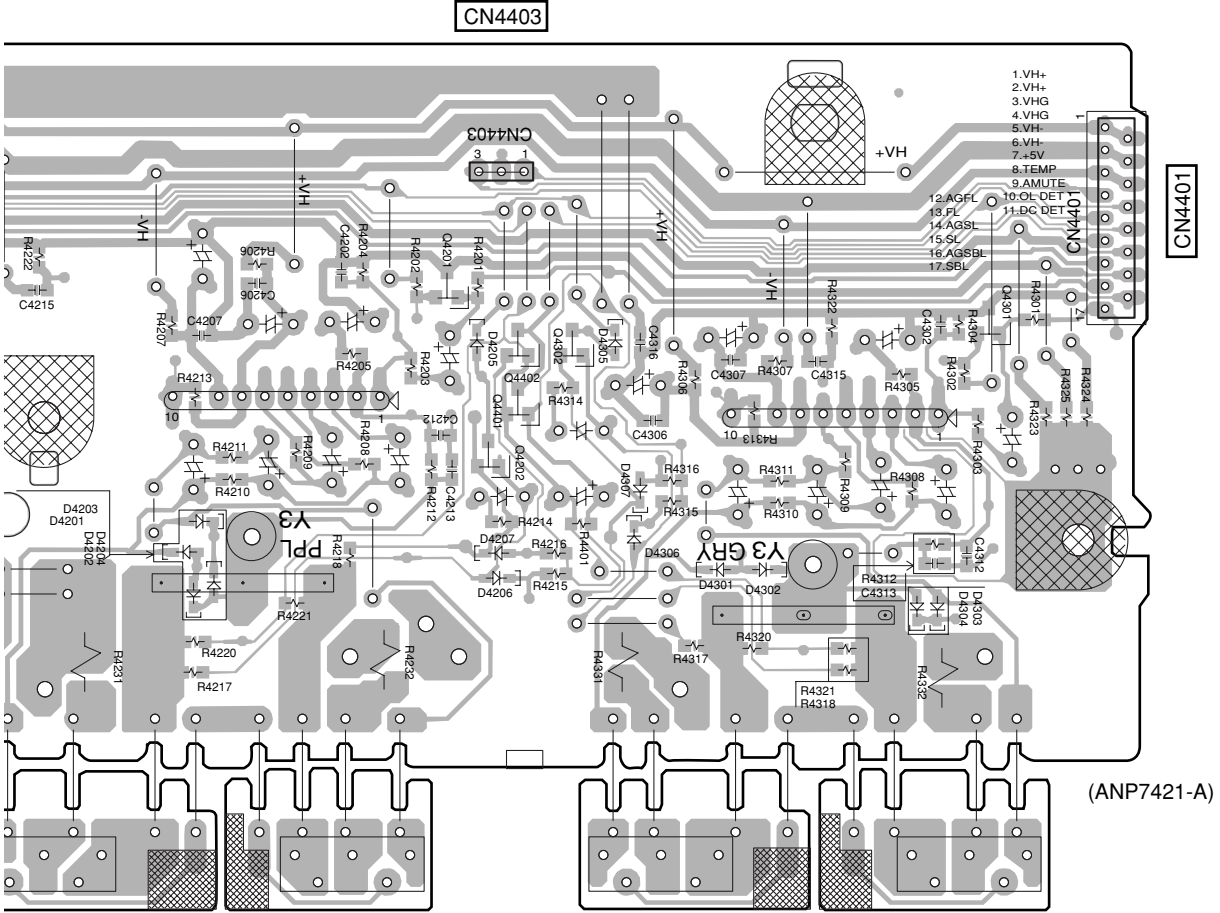 CN4403
1.VH+
2.VH+
3.VHG
4.VHG
5.VH-
6.VH-
7.+5V
8.TEMP
9.AMUTE
10.OL DET
11.DC DET
12.AGFL
13.FL
14.AGSL
15.SL
16.AGSBL
17.SBL
1
17
CN4401
CN4401
CN4403
3
1
+VH
+VH
+VH
-VH
-VH
R4222
C4215
R4206
C4206
C4202
R4204
R4202
Q4201
R4201
R4207
C4207
R4205
R4203
D4205
Q4302
D4305
C4316
Q4402
R4314
Q4401
C4306
R4306
C4307
R4307
C4315
R4322
R4305
C4302
R4304
R4302
Q4301
R4301
R4213
10
1
C4212
R4313
10
1
R4303
R4323
R4325
R4324
R4211
R4210
R4209
R4208
R4212
C4213
Q4202
R4214
D4307
R4316
R4315
R4311
R4310
R4309
R4308
D4203
D4201
D4204
D4202
Y3
PPL
R4218
D4207
R4216
R4401
D4206
R4215
D4306
Y3 GRY
D4301
D4302
R4312
C4313
C4312
D4303
D4304
R4221
R4220
R4217
R4231
R4232
R4331
R4317
R4320
R4321
R4318
R4332
(ANP7421-A)